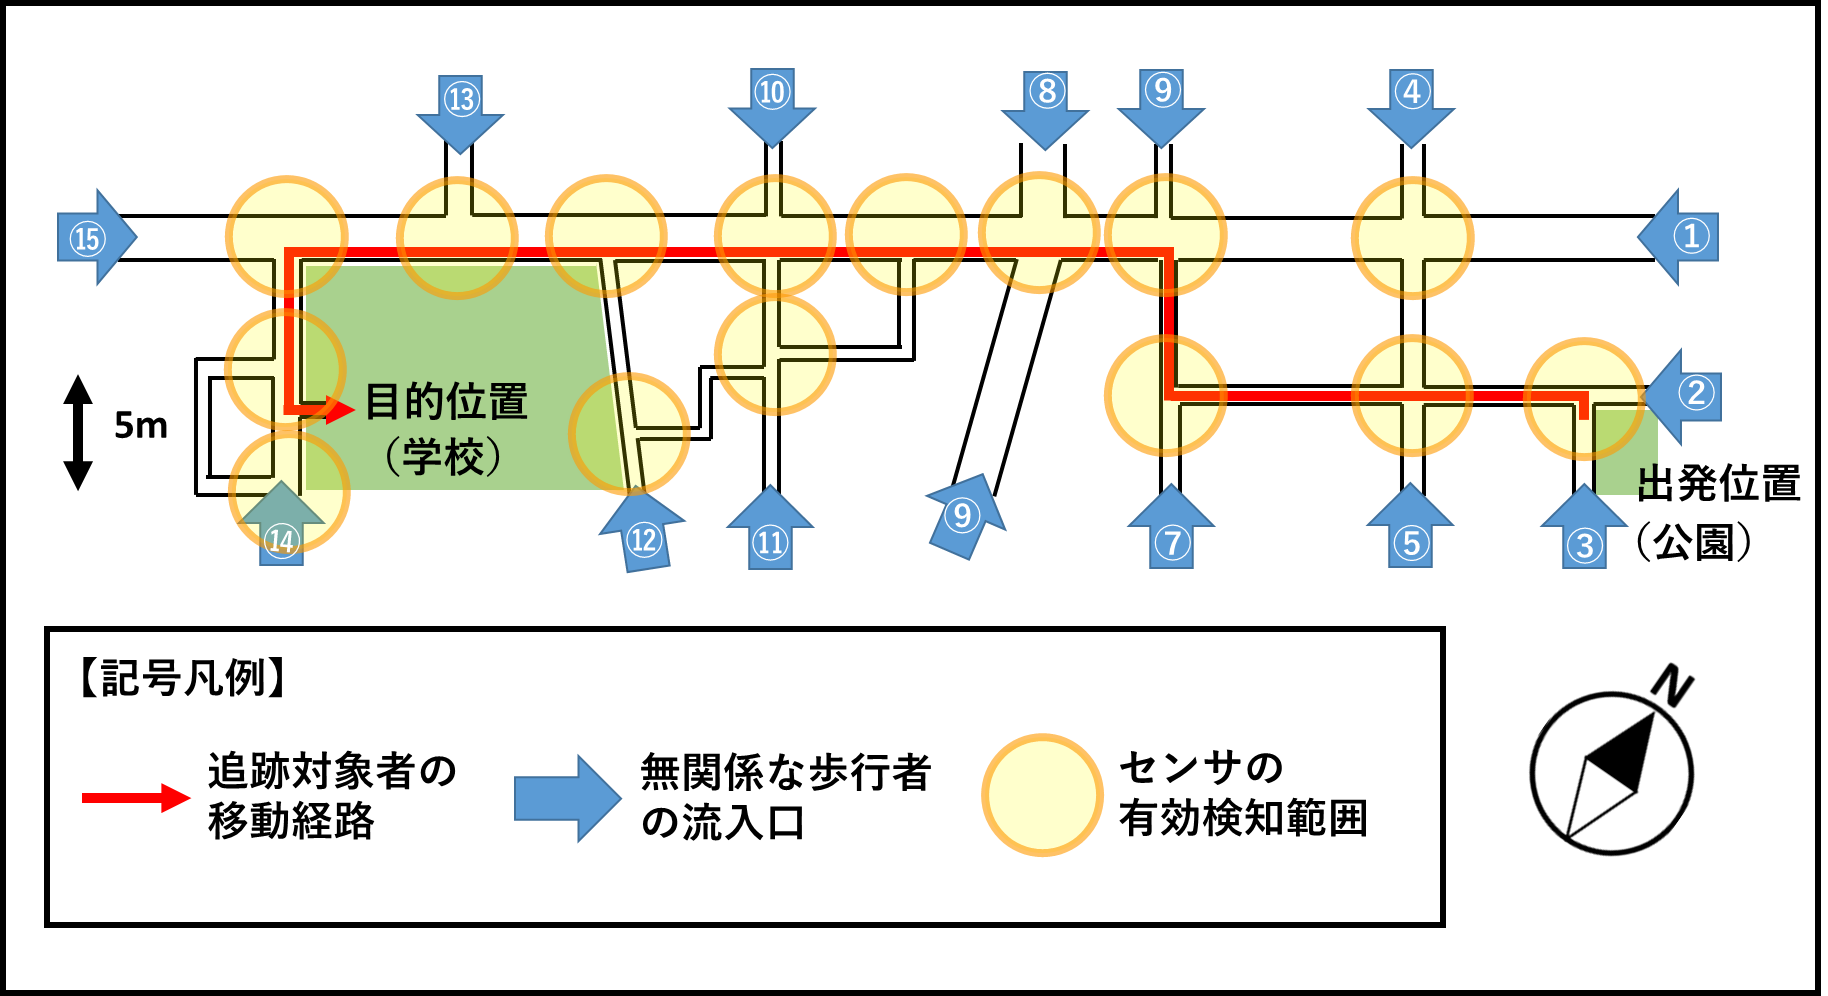 ⑬
⑩
⑧
⑨
④
⑮
①
目的位置
（学校）
5m
②
出発位置
（公園）
⑭
⑫
⑪
⑨
⑦
⑤
③
【記号凡例】
追跡対象者の
移動経路
無関係な歩行者
の流入口
センサの
有効検知範囲
N